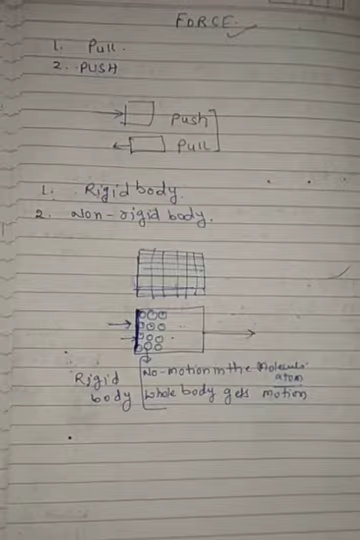 FORCE
1. Pull.
2. PUSH
Push
Pull
1. Rigid body.
2. Non-rigid body.
Rigid body
No-motion in the molecule
atom
whole body gets motion